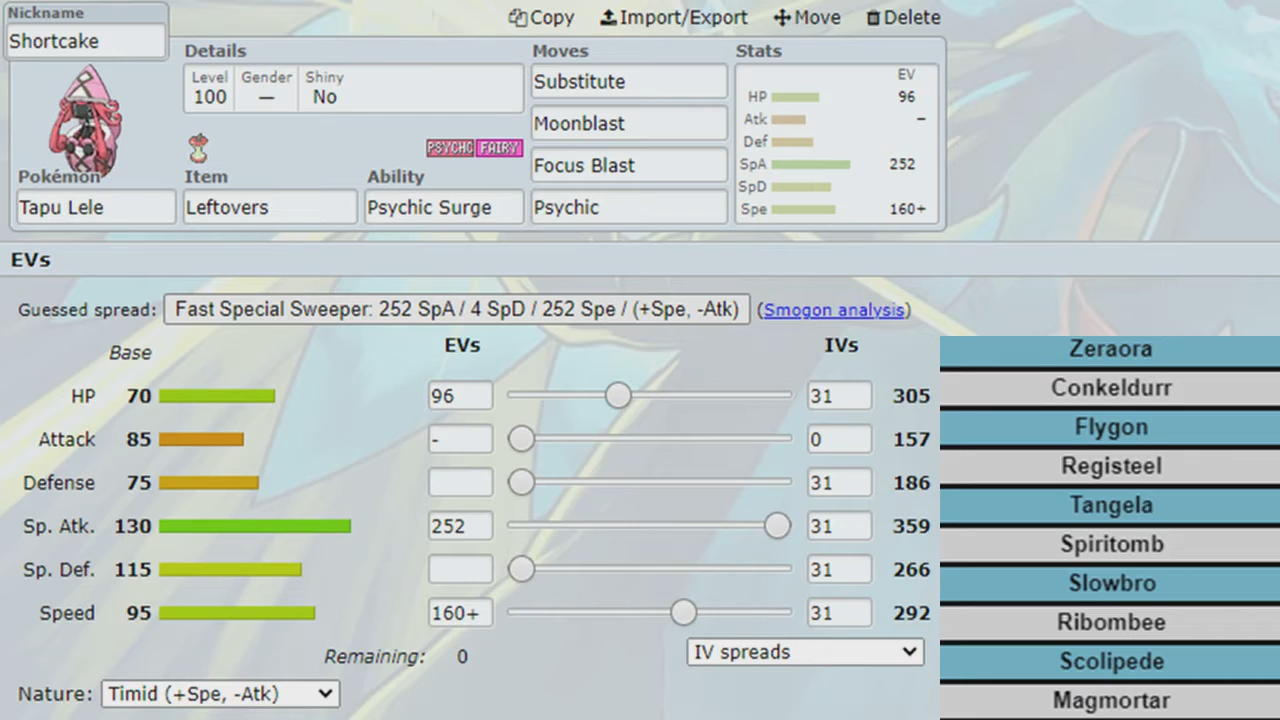 Nickname
Copy Import/Export Move Delete
Shortcake
Details Moves Stats
Level Gender Shiny
100 — No
Substitute
EV
HP 96
Atk –
Moonblast
Def
PSYCHC FAIRY
Focus Blast
SpA 252
Pokémon Item Ability
SpD
Tapu Lele Leftovers Psychic Surge Psychic
Spe 160+
EVs
Guessed spread: Fast Special Sweeper: 252 SpA / 4 SpD / 252 Spe / (+Spe, -Atk) (Smogon analysis)
Base EVs IVs
HP 70 96 31 305
Attack 85 - 0 157
Defense 75 31 186
Sp. Atk. 130 252 31 359
Sp. Def. 115 31 266
Speed 95 160+ 31 292
Remaining: 0
IV spreads
Nature: Timid (+Spe, -Atk)
Zeraora
Conkeldurr
Flygon
Registeel
Tangela
Spiritomb
Slowbro
Ribombee
Scolipede
Magmortar